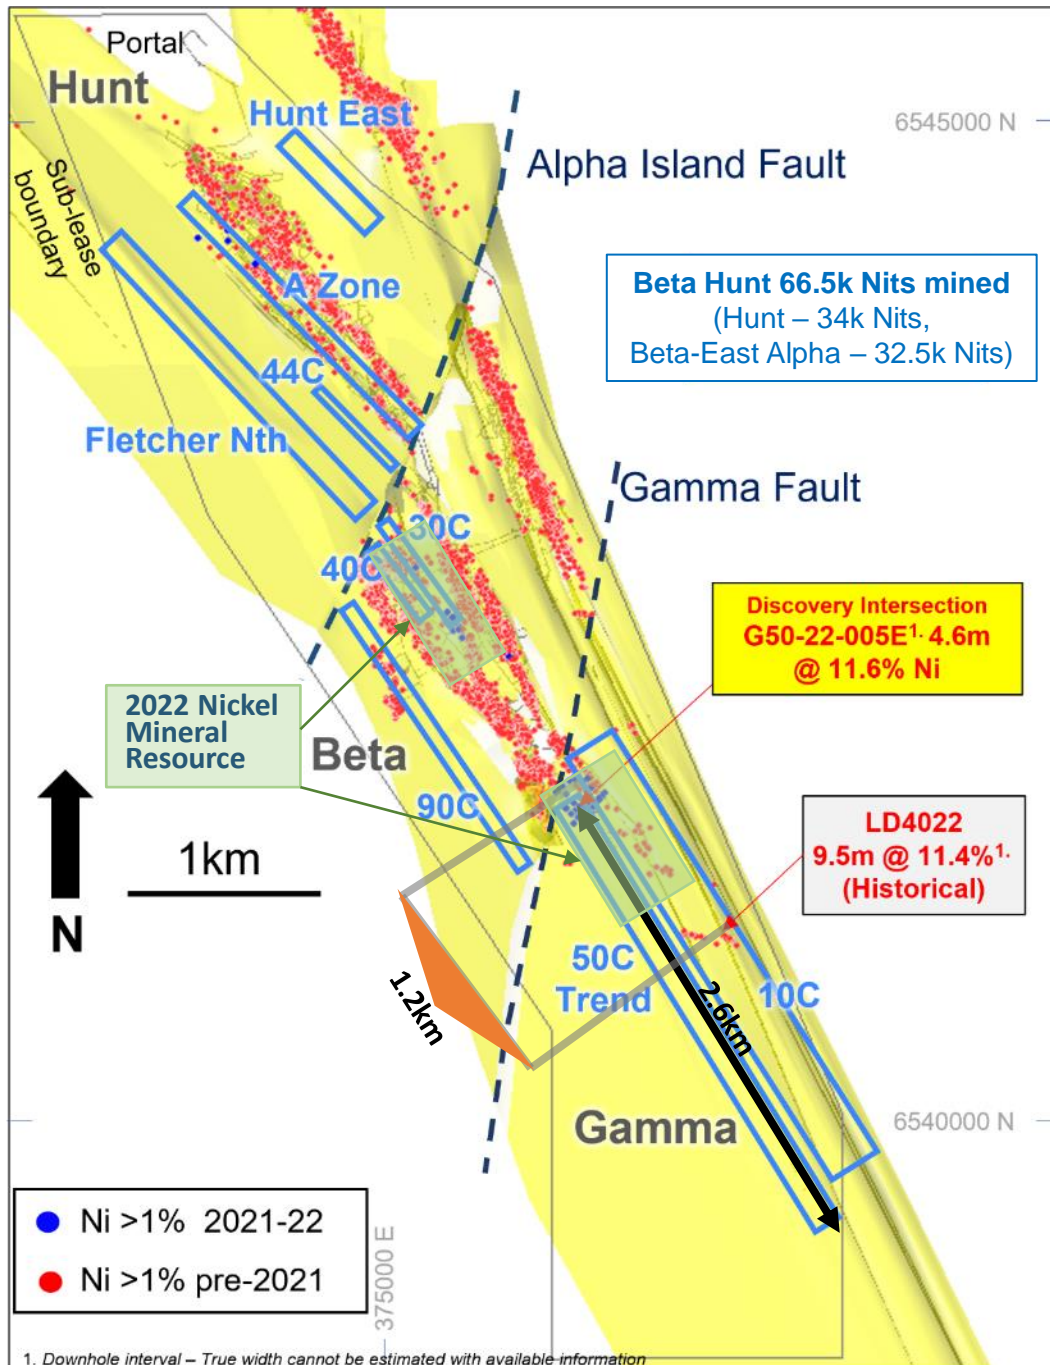 Portal
Hunt
Hunt East
6545000 N
Alpha Island Fault
Sub-lease
boundary
Beta Hunt 66.5k Nits mined
(Hunt – 34k Nits,
Beta-East Alpha – 32.5k Nits)
A Zone
44C
Fletcher Nth
Gamma Fault
30C
40C
Discovery Intersection
G50-22-005E1. 4.6m
@ 11.6% Ni
2022 Nickel
Mineral
Resource
Beta
90C
1km
N
LD4022
9.5m @ 11.4%1.
(Historical)
50C
Trend
10C
1.2km
2.6km
Gamma
6540000 N
Ni >1% 2021-22
Ni >1% pre-2021
375000 E
1. Downhole interval – True width cannot be estimated with available information